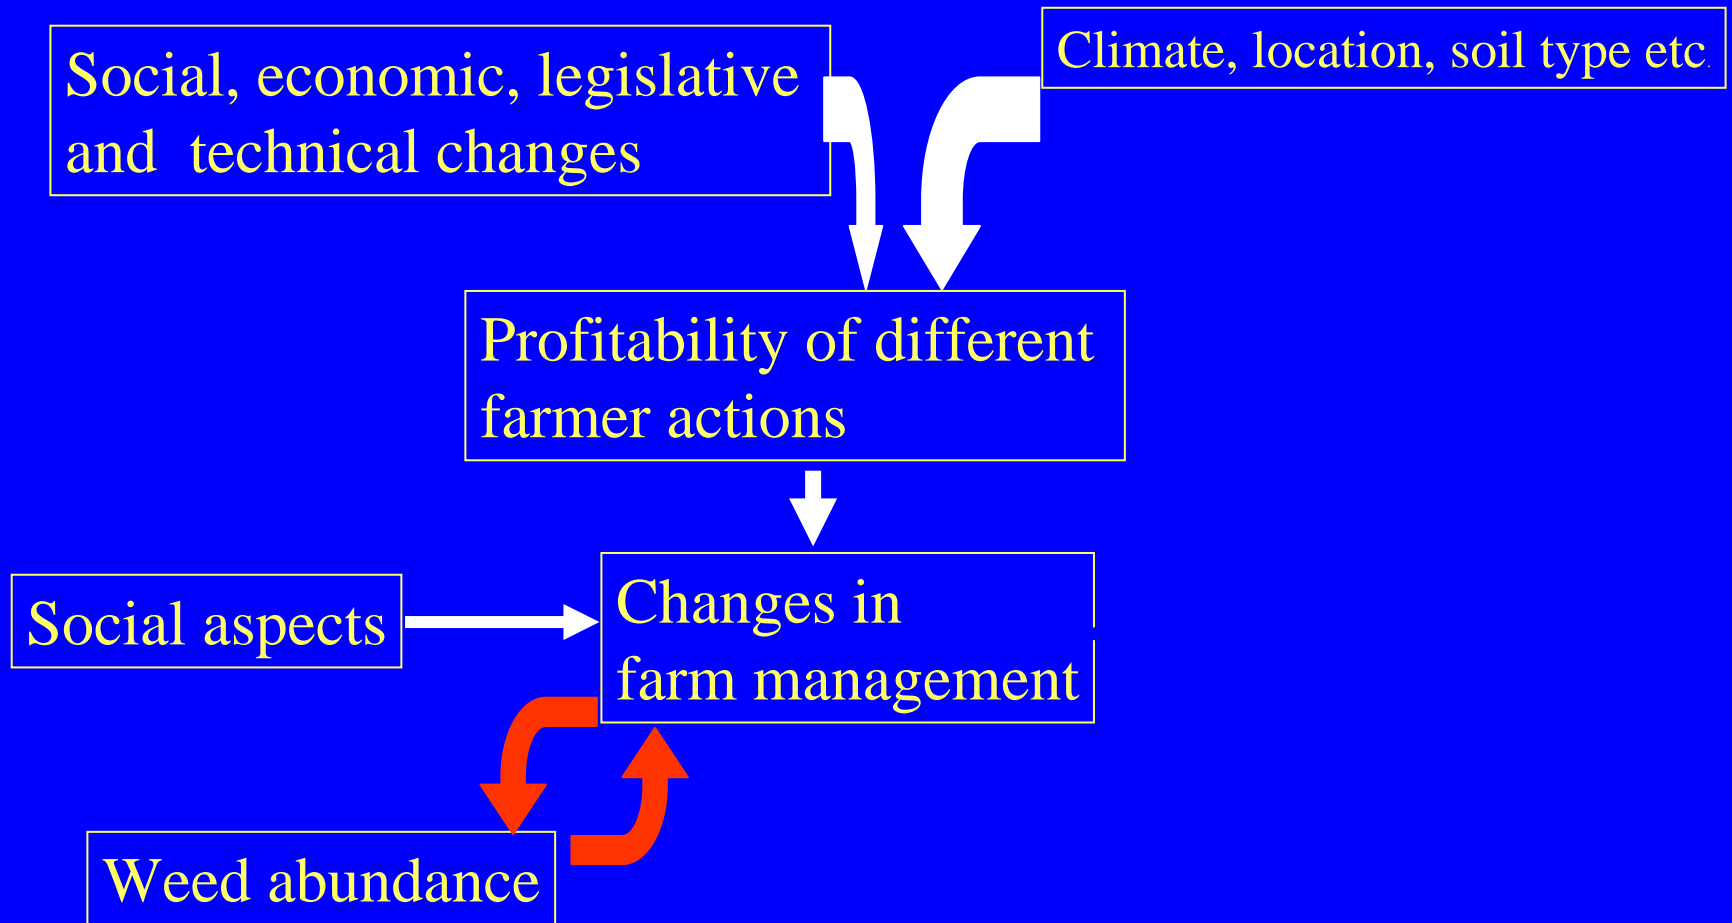 Social, economic, legislative
and technical changes
Climate, location, soil type etc.
Profitability of different
farmer actions
Social aspects
Changes in
farm management
Weed abundance